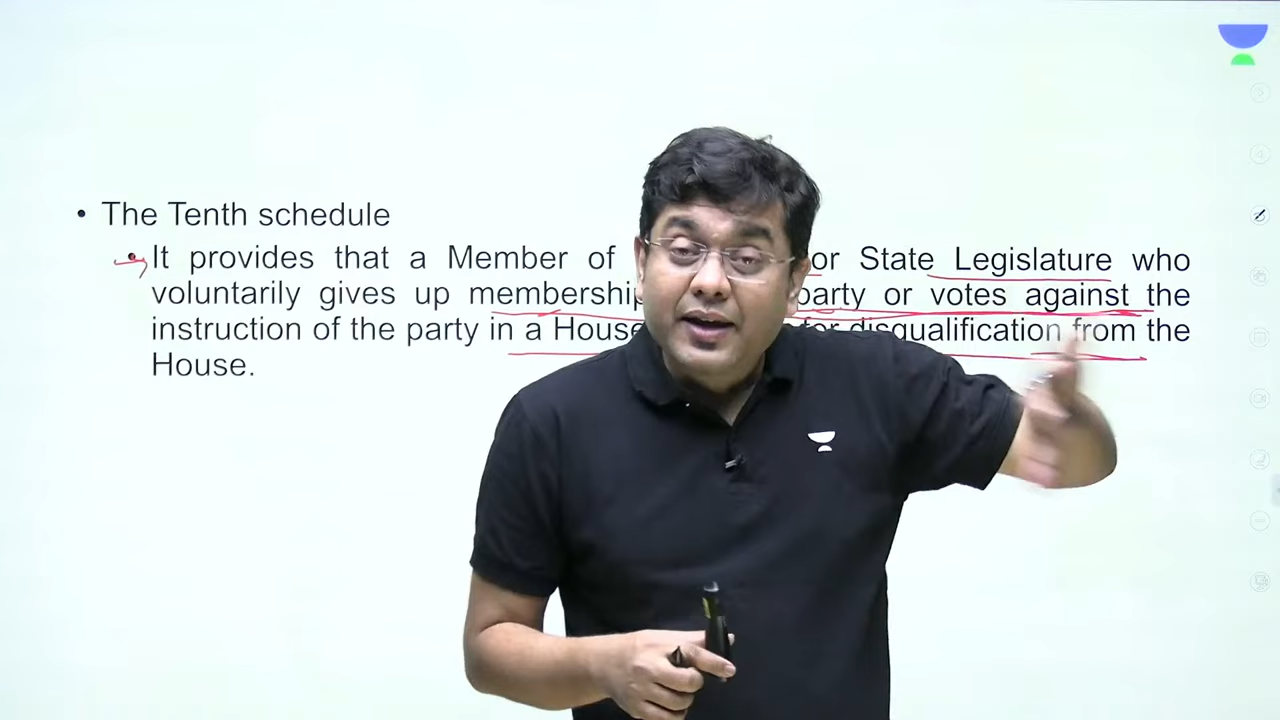 • The Tenth schedule
• It provides that a Member of or State Legislature who
voluntarily gives up membership party or votes against the
instruction of the party in a House for disqualification from the
House.